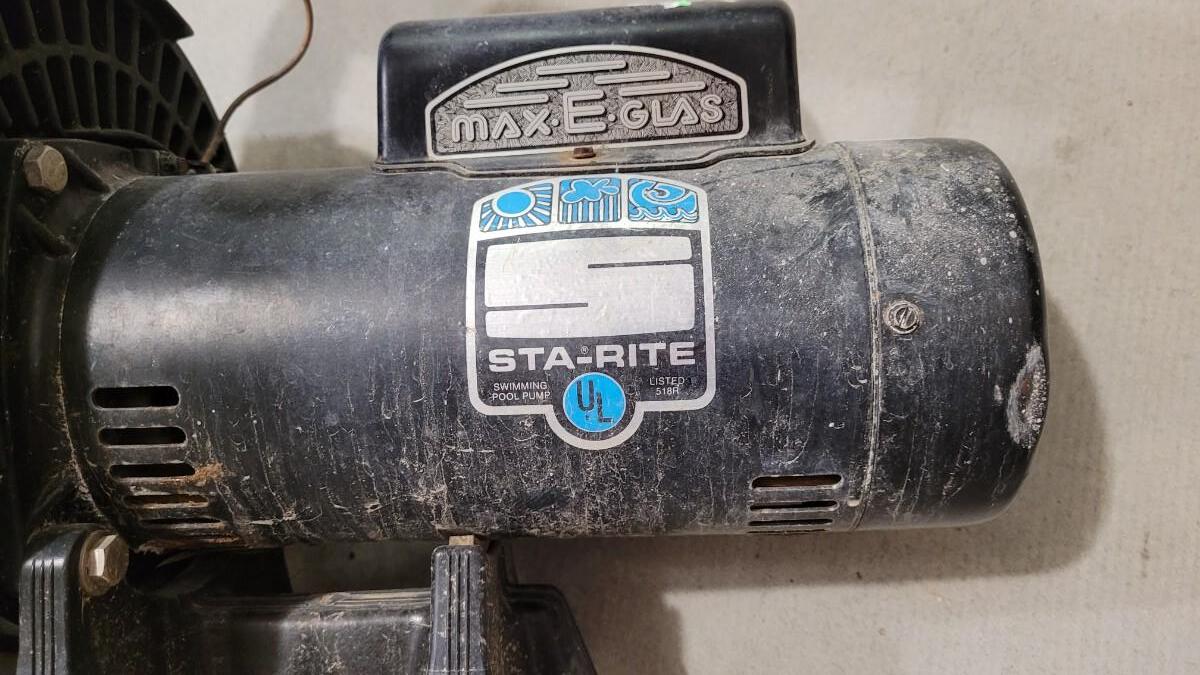 MAX·E·GLAS
STA-RITE®
SWIMMING
POOL PUMP
UL
LISTED
518R